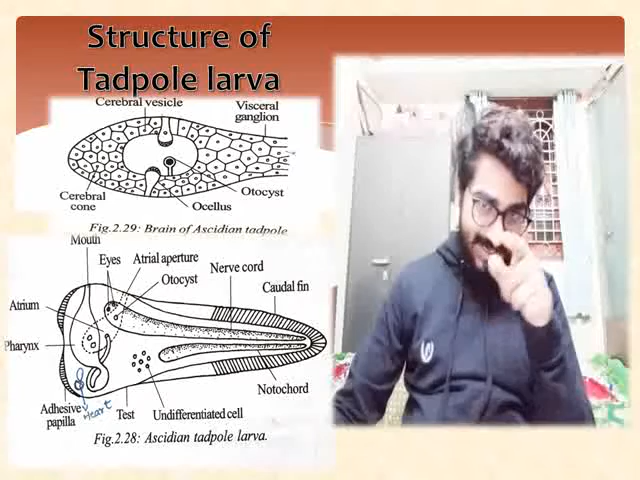 Structure of
Tadpole larva
Cerebral vesicle
Visceral
ganglion
Otocyst
Cerebral
cone
Ocellus
Fig.2.29: Brain of Ascidian tadpole
Mouth
Eyes
Atrial aperture
Otocyst
Nerve cord
Caudal fin
Atrium
Pharynx
Notochord
Adhesive
papilla
Heart
Test
Undifferentiated cell
Fig.2.28: Ascidian tadpole larva.